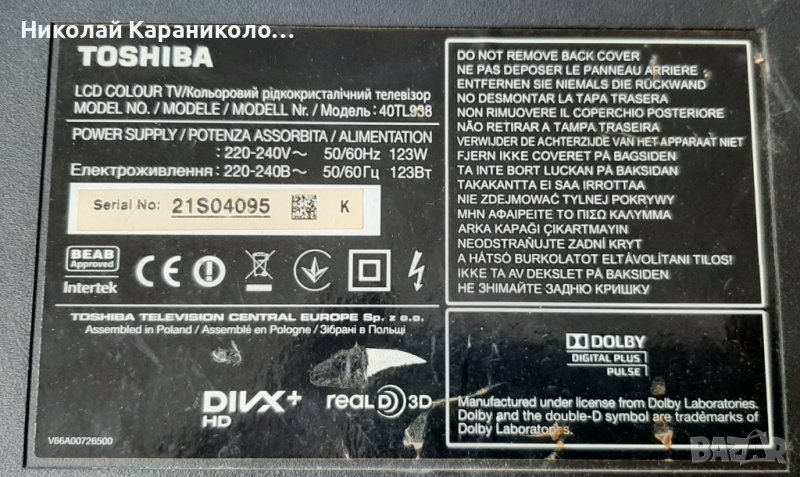 Николай Караниколо...
TOSHIBA
LCD COLOUR TV/Кольоровий рідкокристалічний телевізор
MODEL NO. / MODELE / MODELL Nr. / Модель : 40TL938
POWER SUPPLY / POTENZA ASSORBITA / ALIMENTATION
: 220-240V~ 50/60Hz 123W
Електроживлення : 220-240В~ 50/60Гц 123Вт
Serial No: 21S04095 K
BEAB
Approved
Intertek
CE
TOSHIBA TELEVISION CENTRAL EUROPE Sp. z o.o.
Assembled in Poland / Assemblé en Pologne / Зібрані в Польщі
DIVX+
HD
REALD 3D
V66A00726500
DO NOT REMOVE BACK COVER
NE PAS DEPOSER LE PANNEAU ARRIERE
ENTFERNEN SIE NIEMALS DIE RÜCKWAND
NO DESMONTAR LA TAPA TRASERA
NON RIMUOVERE IL COPERCHIO POSTERIORE
NÃO RETIRAR A TAMPA TRASEIRA
VERWIJDER DE ACHTERZIJDE VAN HET APPARAAT NIET
FJERN IKKE COVERET PÅ BAGSIDEN
TA INTE BORT LUCKAN PÅ BAKSIDAN
TAKAKANTTA EI SAA IRROTTAA
NIE ZDEJMOWAĆ TYLNEJ POKRYWY
ΜΗΝ ΑΦΑΙΡΕΙΤΕ ΤΟ ΠΙΣΩ ΚΑΛΥΜΜΑ
ARKA KAPAĞI ÇIKARTMAYIN
NEODSTRAŇUJTE ZADNÍ KRYT
A HÁTSÓ BURKOLATOT ELTÁVOLÍTANI TILOS!
IKKE TA AV DEKSLET PÅ BAKSIDEN
НЕ ЗНІМАЙТЕ ЗАДНЮ КРИШКУ
DOLBY
DIGITAL PLUS
PULSE
Manufactured under license from Dolby Laboratories.
Dolby and the double-D symbol are trademarks of
Dolby Laboratories.
BAZAR